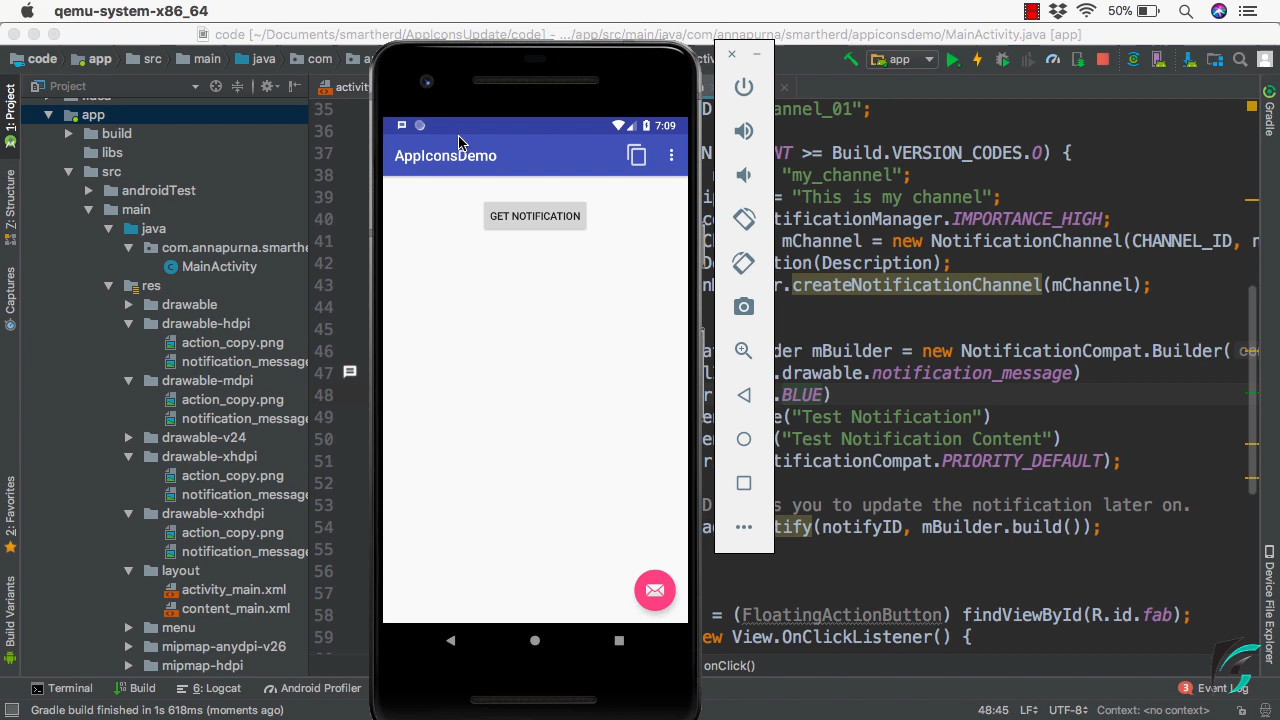 qemu-system-x86_64
50%
code [~/Documents/smartherd/AppIconsUpdate/code] - .../app/src/main/java/com/annapurna/smartherd/appiconsdemo/MainActivity.java [app]
code
app
src
main
java
com
app
1: Project
Z: Structure
Captures
2: Favorites
Build Variants
Project
app
build
libs
src
androidTest
main
java
com.annapurna.smarthe
MainActivity
res
drawable
drawable-hdpi
action_copy.png
notification_message
drawable-mdpi
action_copy.png
notification_message
drawable-v24
drawable-xhdpi
action_copy.png
notification_message
drawable-xxhdpi
action_copy.png
notification_message
layout
activity_main.xml
content_main.xml
menu
mipmap-anydpi-v26
mipmap-hdpi
activit
35
36
37
38
39
40
41
42
43
44
45
46
47
48
49
50
51
52
53
54
55
56
57
58
59
7:09
AppIconsDemo
GET NOTIFICATION
annel_01";
NT >= Build.VERSION_CODES.O) {
"my_channel";
= "This is my channel";
tificationManager.IMPORTANCE_HIGH;
mChannel = new NotificationChannel(CHANNEL_ID, n
escription(Description);
r.createNotificationChannel(mChannel);
der mBuilder = new NotificationCompat.Builder(
.drawable.notification_message)
.BLUE)
e("Test Notification")
("Test Notification Content")
tificationCompat.PRIORITY_DEFAULT);
s you to update the notification later on.
tify(notifyID, mBuilder.build());
= (FloatingActionButton) findViewById(R.id.fab);
ew View.OnClickListener() {
onClick()
Gradle
Device File Explorer
Terminal
Build
6: Logcat
Android Profiler
3 Event Log
Gradle build finished in 1s 618ms (moments ago)
48:45
LF
UTF-8
Context: <no context>